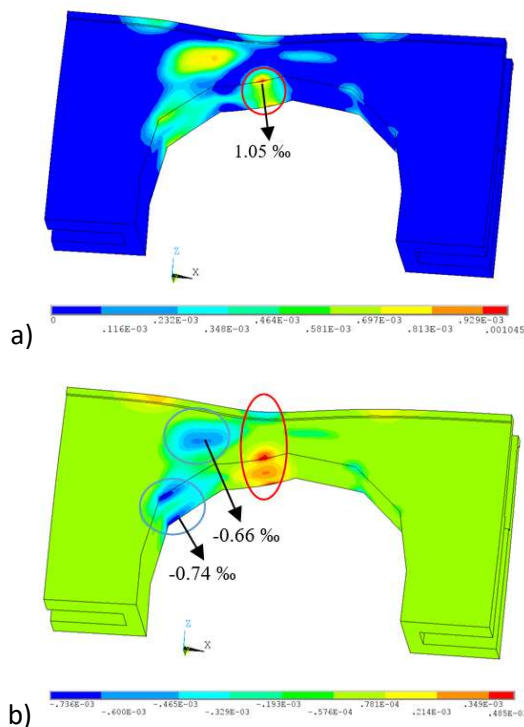 1.05 ‰
Z
X
0 .232E-03 .464E-03 .697E-03 .929E-03
.116E-03 .348E-03 .581E-03 .813E-03 .001045
a)
-0.66 ‰
-0.74 ‰
Z
X
-.736E-03 -.465E-03 -.193E-03 .781E-04 .349E-03
-.600E-03 -.329E-03 -.576E-04 .214E-03
b)